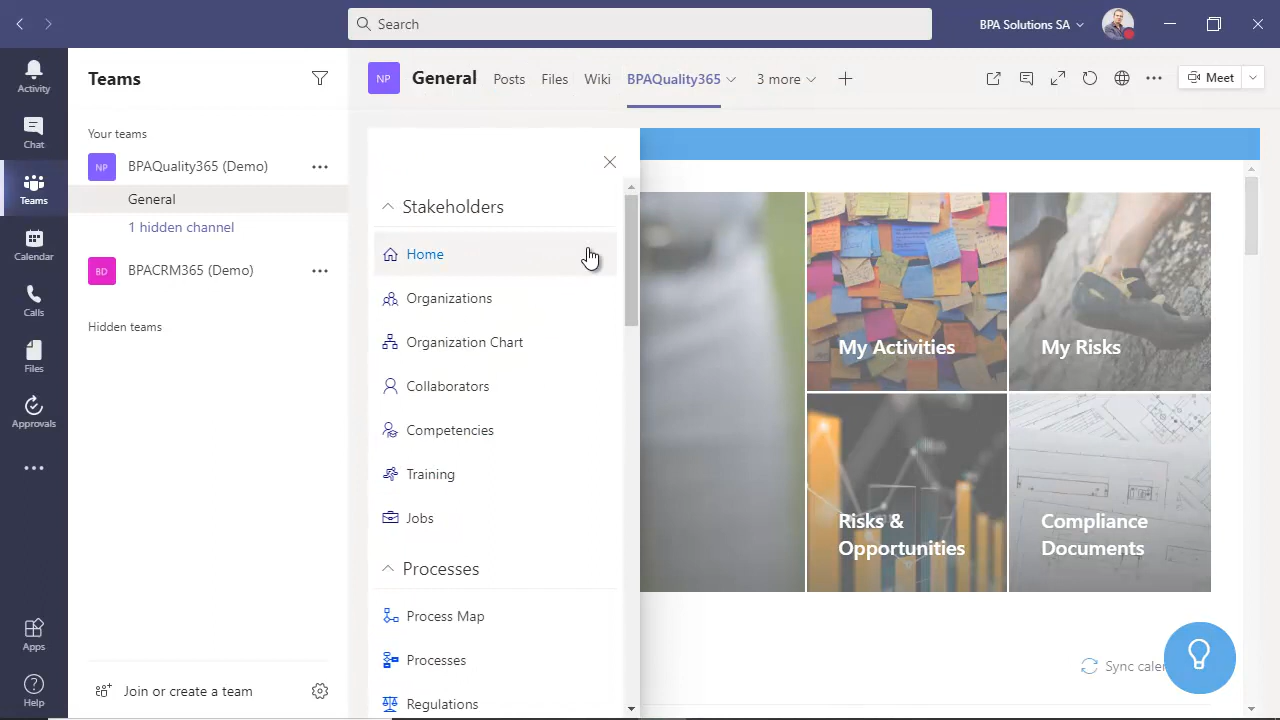 Search
BPA Solutions SA
Activity
Chat
Teams
Calendar
Calls
Files
Approvals
Apps
Help
Teams
Your teams
NP BPAQuality365 (Demo)
General
1 hidden channel
BD BPACRM365 (Demo)
Hidden teams
Join or create a team
NP General Posts Files Wiki BPAQuality365 3 more Meet
Stakeholders
Home
Organizations
Organization Chart
Collaborators
Competencies
Training
Jobs
Processes
Process Map
Processes
Regulations
My Activities
My Risks
Risks &
Opportunities
Compliance
Documents
Sync